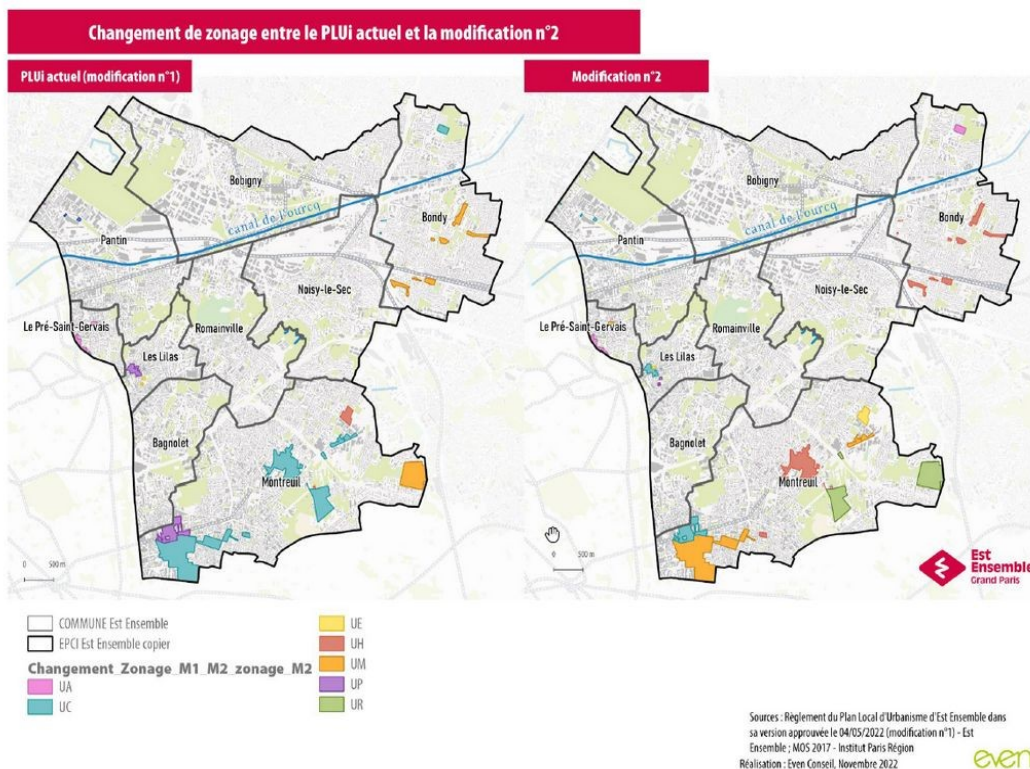 Changement de zonage entre le PLUi actuel et la modification n°2
PLUi actuel (modification n°1)
Modification n°2
Bobigny
canal de l'ourcq
Bondy
Pantin
Noisy-le-Sec
Le Pré-Saint-Gervais
Romainville
Les Lilas
Bagnolet
Montreuil
0 500 m
Bobigny
canal de l'ourcq
Bondy
Pantin
Noisy-le-Sec
Le Pré-Saint-Gervais
Romainville
Les Lilas
Bagnolet
Montreuil
0 500 m
Est
Ensemble
Grand Paris
COMMUNE Est Ensemble
EPCI Est Ensemble copier
Changement_Zonage_M1_M2_zonage_M2
UA
UC
UE
UH
UM
UP
UR
Sources : Règlement du Plan Local d'Urbanisme d'Est Ensemble dans
sa version approuvée le 04/05/2022 (modification n°1) - Est
Ensemble ; MOS 2017 - Institut Paris Région
Réalisation : Even Conseil, Novembre 2022
even